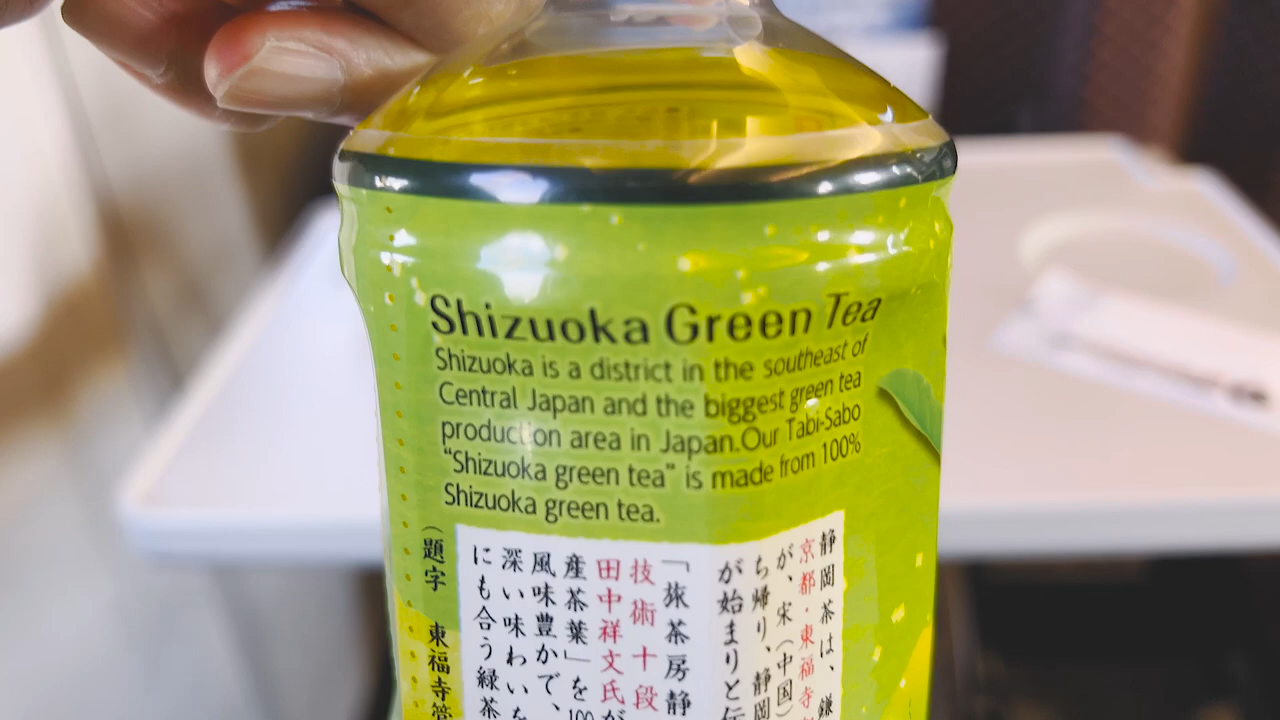 Shizuoka Green Tea
Shizuoka is a district in the southeast of
Central Japan and the biggest green tea
production area in Japan.Our Tabi-Sabo
“Shizuoka green tea” is made from 100%
Shizuoka green tea.
静岡茶は、鎌
京都・東福寺
が、宋（中国）
ち帰り、静岡
が始まりと伝
「旅茶房静
技術十段
田中祥文氏が
産茶葉」を100
風味豊かで、
深い味わいを
にも合う緑茶
（題字 東福寺管